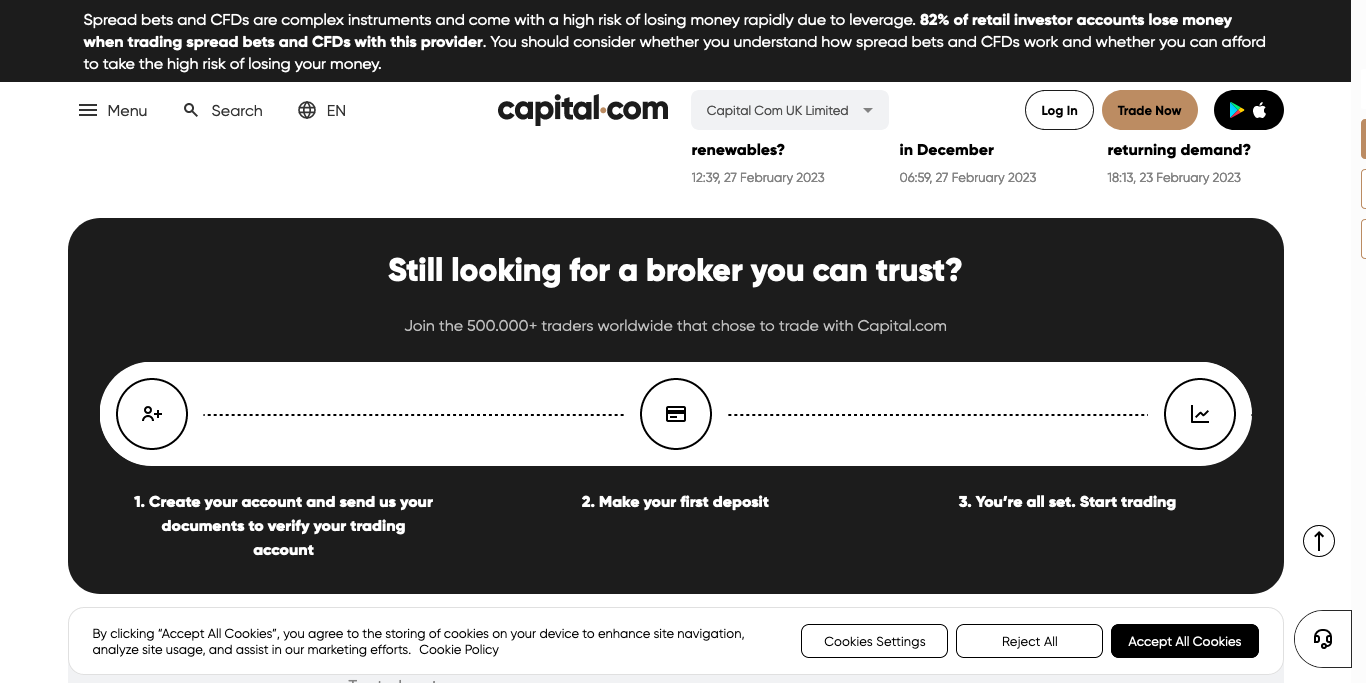 Spread bets and CFDs are complex instruments and come with a high risk of losing money rapidly due to leverage. 82% of retail investor accounts lose money
when trading spread bets and CFDs with this provider. You should consider whether you understand how spread bets and CFDs work and whether you can afford
to take the high risk of losing your money.
Menu
Search
EN
capital.com
Capital Com UK Limited
Log In
Trade Now
renewables?
in December
returning demand?
12:39, 27 February 2023
06:59, 27 February 2023
18:13, 23 February 2023
Still looking for a broker you can trust?
Join the 500.000+ traders worldwide that chose to trade with Capital.com
1. Create your account and send us your
documents to verify your trading
account
2. Make your first deposit
3. You’re all set. Start trading
By clicking “Accept All Cookies”, you agree to the storing of cookies on your device to enhance site navigation,
analyze site usage, and assist in our marketing efforts. Cookie Policy
Cookies Settings
Reject All
Accept All Cookies